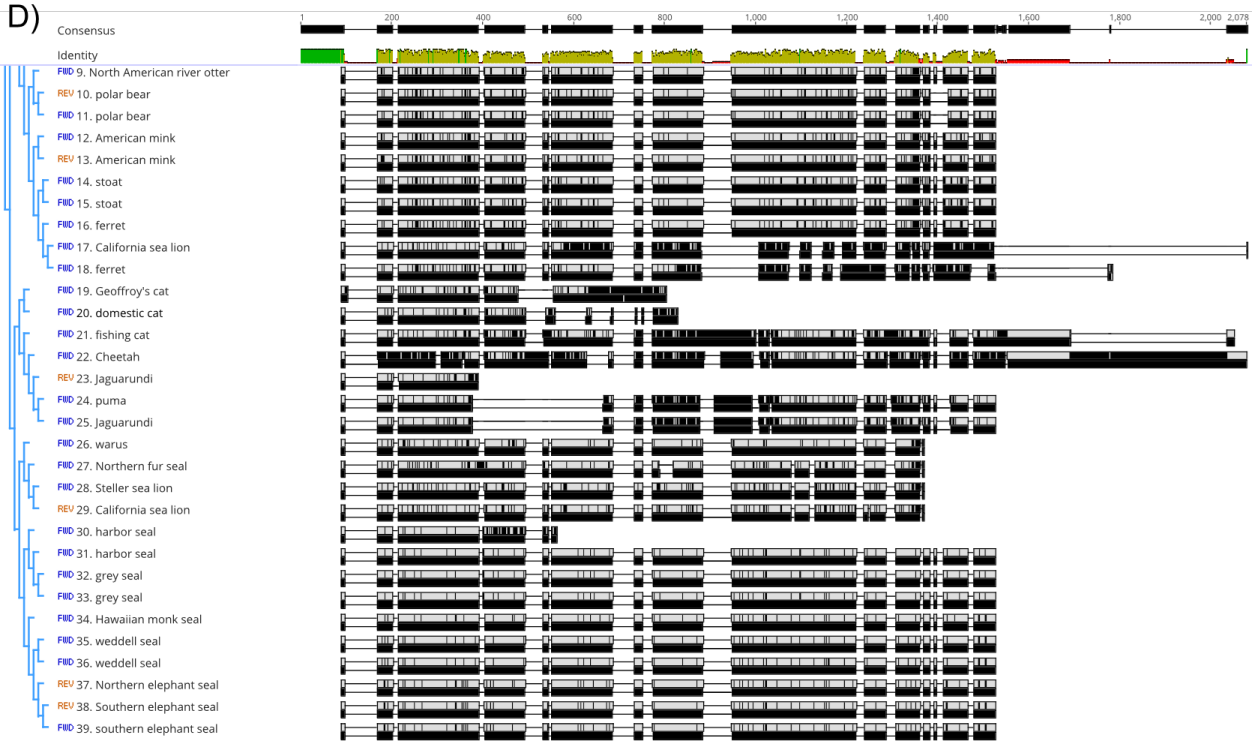 D)
1 200 400 600 800 1,000 1,200 1,400 1,600 1,800 2,000 2,078
Consensus
Identity
FWD 9. North American river otter
REV 10. polar bear
FWD 11. polar bear
FWD 12. American mink
REV 13. American mink
FWD 14. stoat
FWD 15. stoat
FWD 16. ferret
FWD 17. California sea lion
FWD 18. ferret
FWD 19. Geoffroy's cat
FWD 20. domestic cat
FWD 21. fishing cat
FWD 22. Cheetah
REV 23. Jaguarundi
FWD 24. puma
FWD 25. Jaguarundi
FWD 26. warus
FWD 27. Northern fur seal
FWD 28. Steller sea lion
REV 29. California sea lion
FWD 30. harbor seal
FWD 31. harbor seal
FWD 32. grey seal
FWD 33. grey seal
FWD 34. Hawaiian monk seal
FWD 35. weddell seal
FWD 36. weddell seal
REV 37. Northern elephant seal
REV 38. Southern elephant seal
FWD 39. southern elephant seal